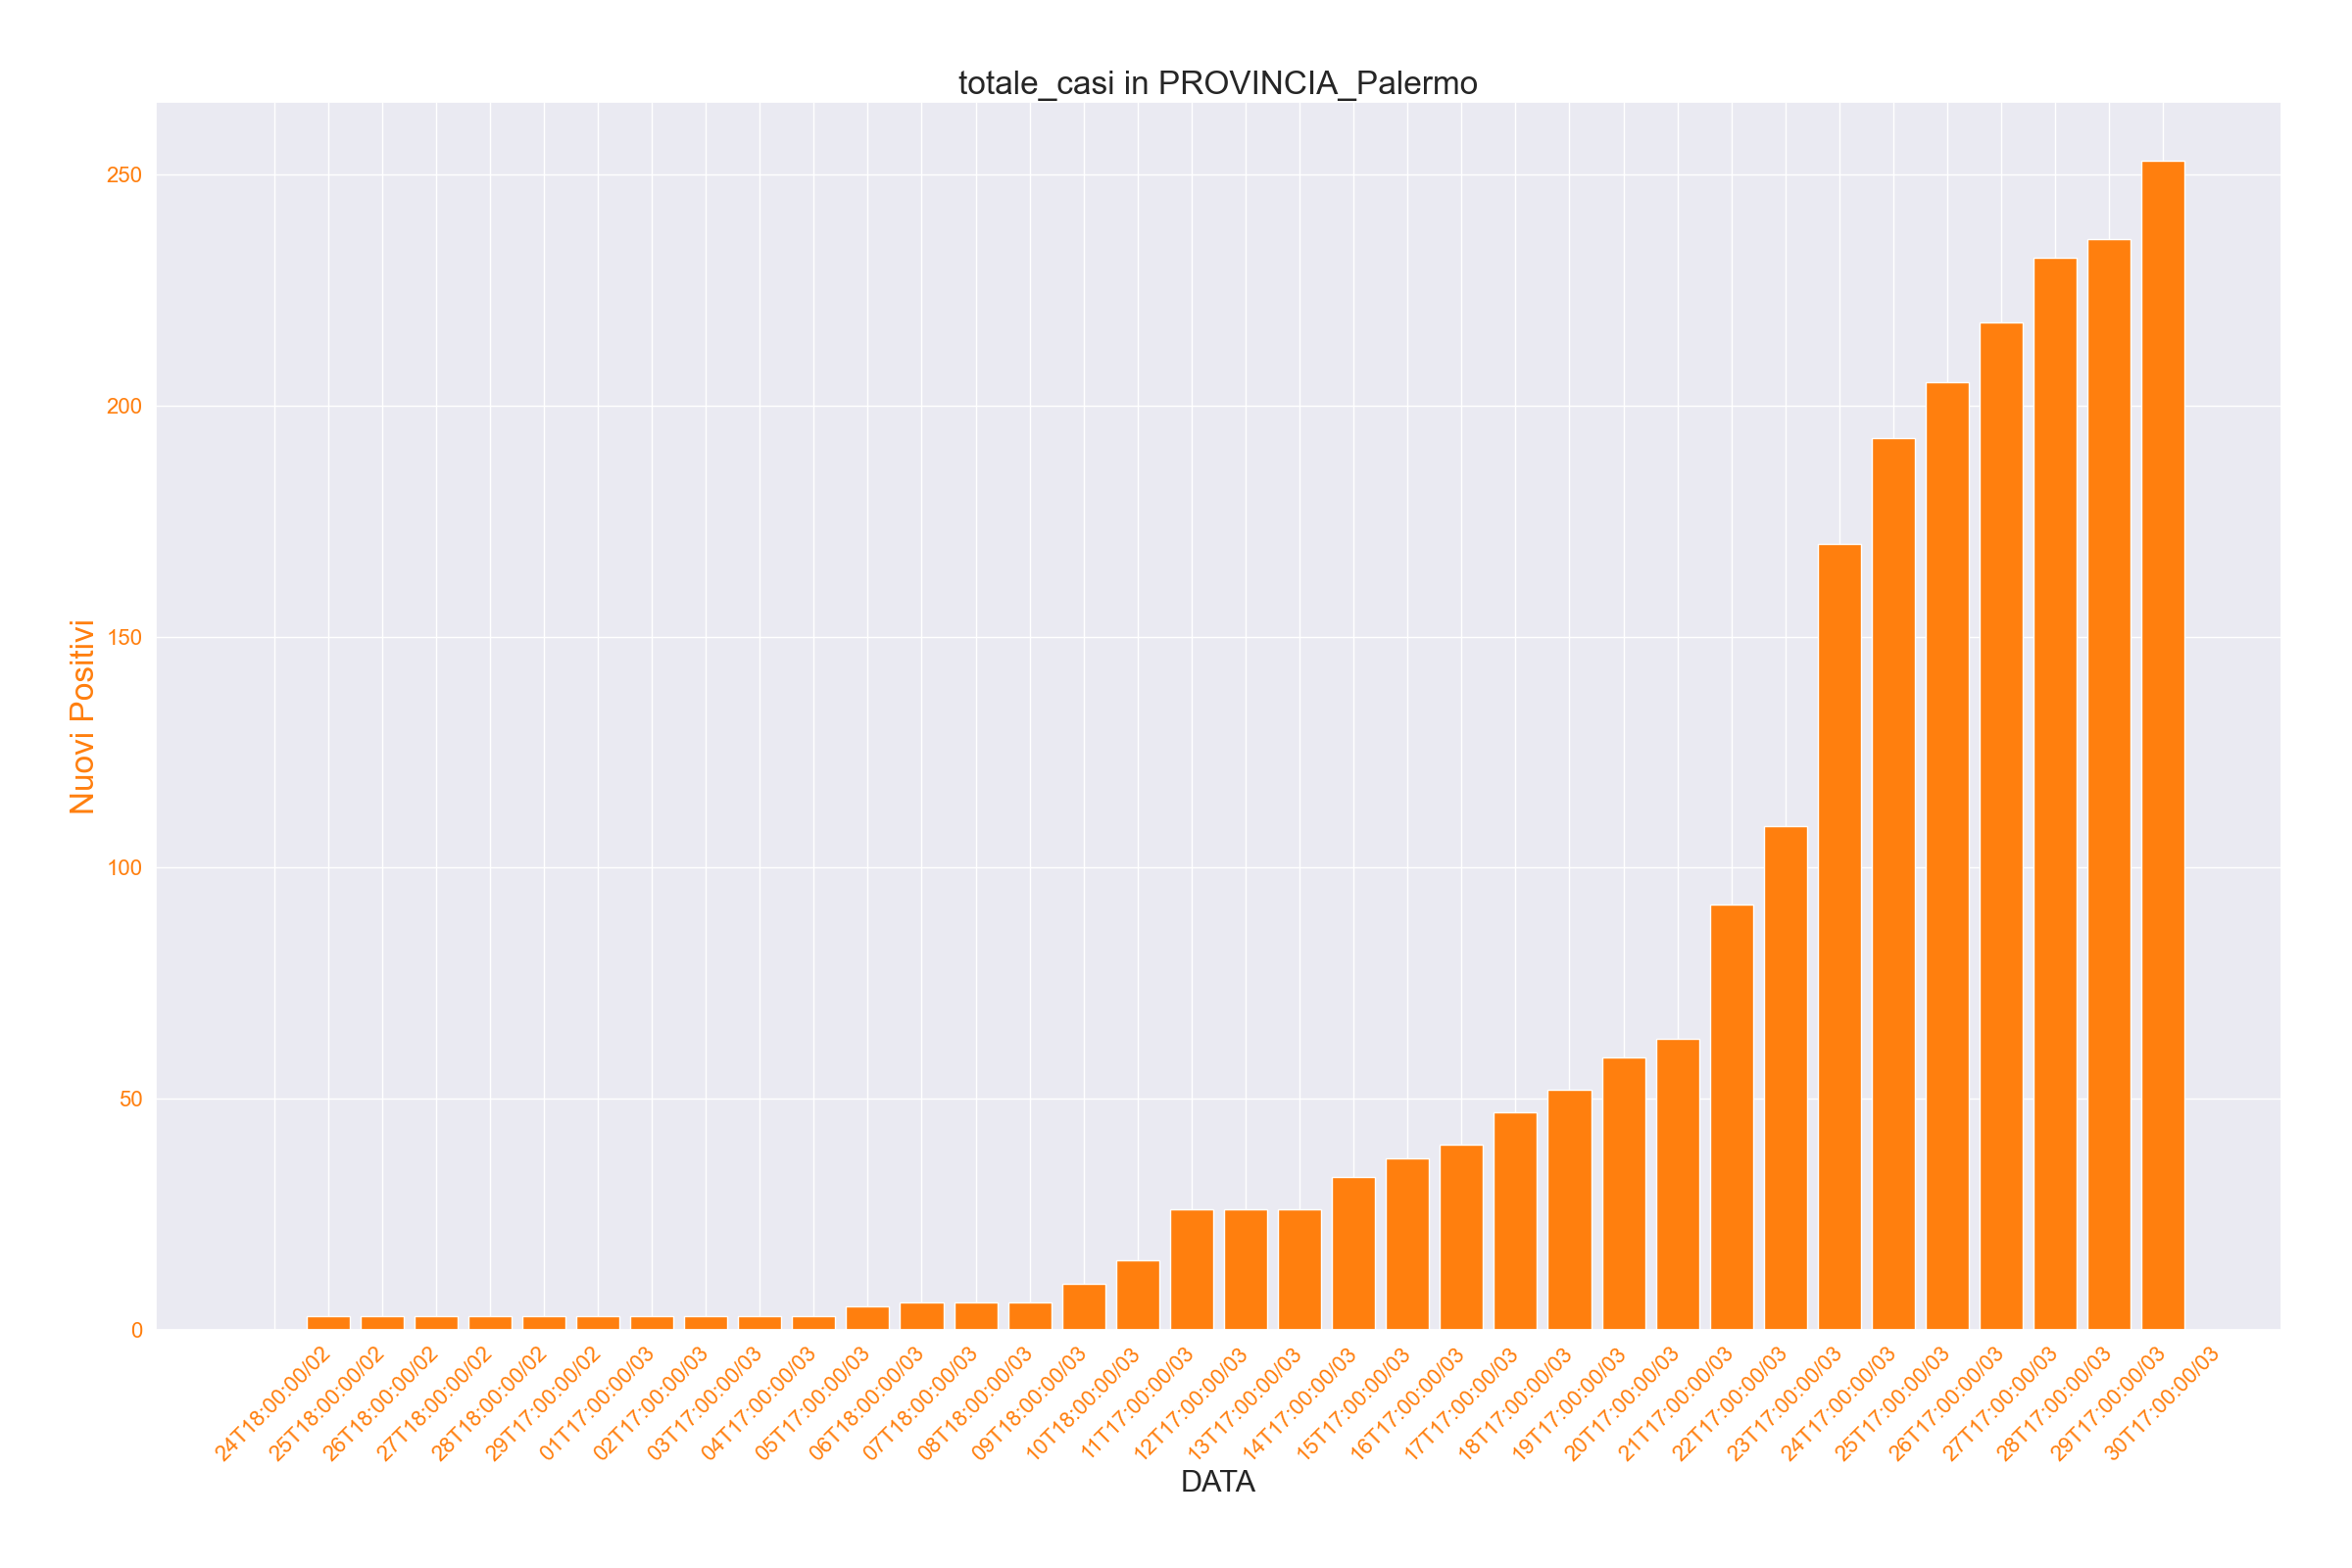 totale_casi in PROVINCIA_Palermo
250
200
150
100
50
0
Nuovi Positivi
24T18:00:00/02
25T18:00:00/02
26T18:00:00/02
27T18:00:00/02
28T18:00:00/02
29T17:00:00/02
01T17:00:00/03
02T17:00:00/03
03T17:00:00/03
04T17:00:00/03
05T17:00:00/03
06T18:00:00/03
07T18:00:00/03
08T18:00:00/03
09T18:00:00/03
10T18:00:00/03
11T17:00:00/03
12T17:00:00/03
13T17:00:00/03
14T17:00:00/03
15T17:00:00/03
16T17:00:00/03
17T17:00:00/03
18T17:00:00/03
19T17:00:00/03
20T17:00:00/03
21T17:00:00/03
22T17:00:00/03
23T17:00:00/03
24T17:00:00/03
25T17:00:00/03
26T17:00:00/03
27T17:00:00/03
28T17:00:00/03
29T17:00:00/03
30T17:00:00/03
DATA